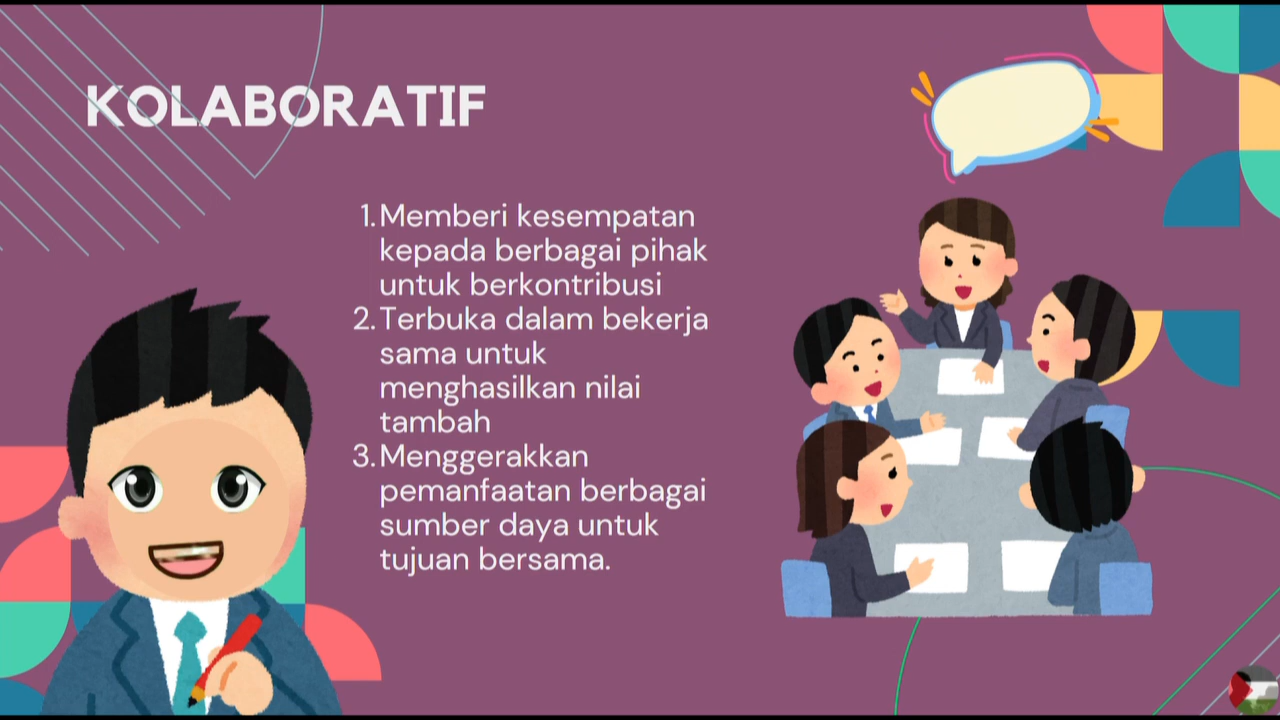 KOLABORATIF
1. Memberi kesempatan
kepada berbagai pihak
untuk berkontribusi
2. Terbuka dalam bekerja
sama untuk
menghasilkan nilai
tambah
3. Menggerakkan
pemanfaatan berbagai
sumber daya untuk
tujuan bersama.